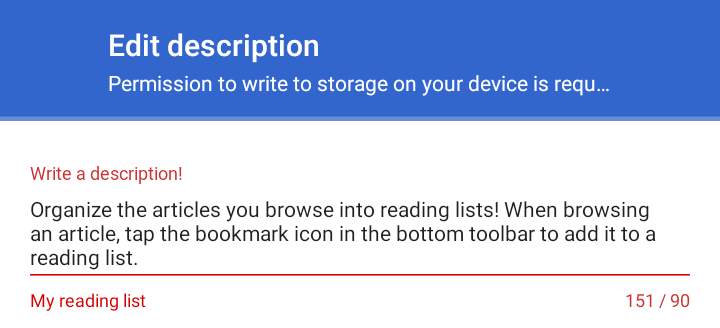 Edit description
Permission to write to storage on your device is requ...
Write a description!
Organize the articles you browse into reading lists! When browsing
an article, tap the bookmark icon in the bottom toolbar to add it to a
reading list.
My reading list
151 / 90